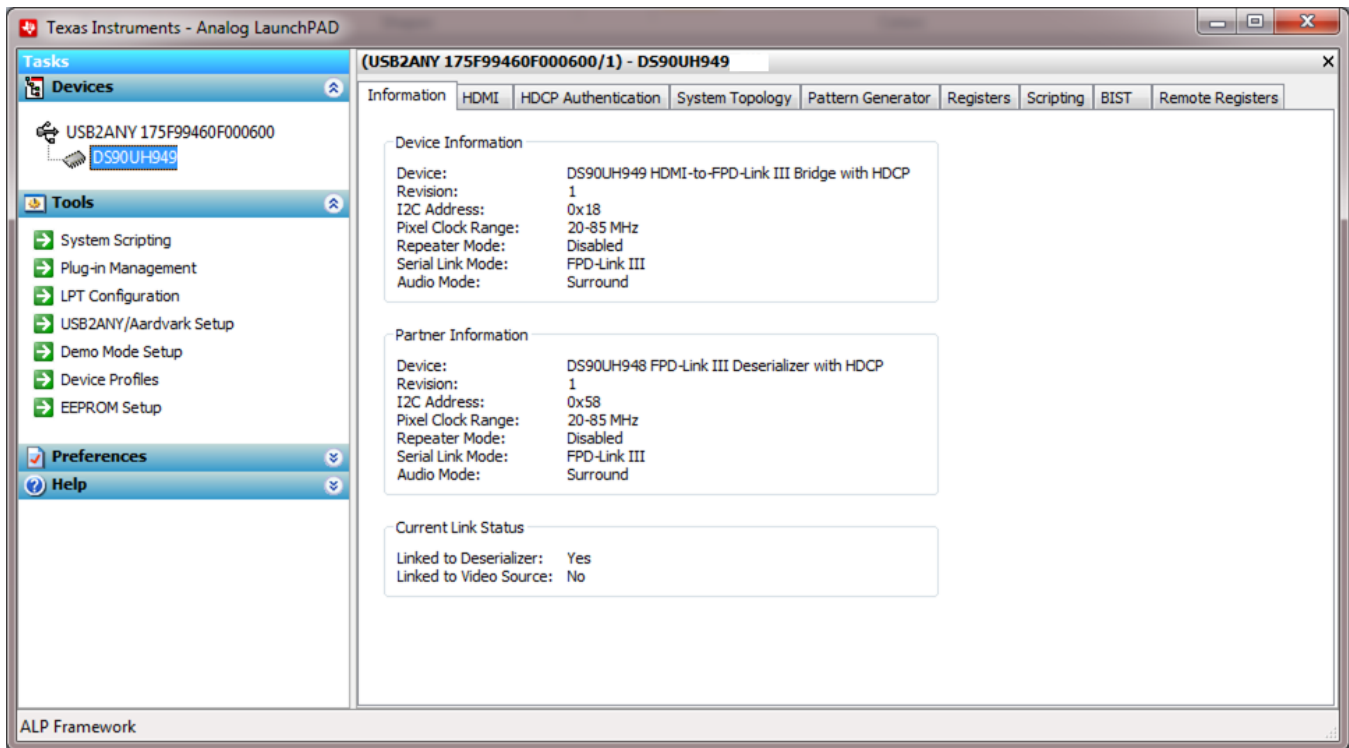 Texas Instruments - Analog LaunchPAD
Tasks
Devices
USB2ANY 175F99460F000600
DS90UH949
Tools
System Scripting
Plug-in Management
LPT Configuration
USB2ANY/Aardvark Setup
Demo Mode Setup
Device Profiles
EEPROM Setup
Preferences
Help
(USB2ANY 175F99460F000600/1) - DS90UH949
Information HDMI HDCP Authentication System Topology Pattern Generator Registers Scripting BIST Remote Registers
Device Information
Device: DS90UH949 HDMI-to-FPD-Link III Bridge with HDCP
Revision: 1
I2C Address: 0x18
Pixel Clock Range: 20-85 MHz
Repeater Mode: Disabled
Serial Link Mode: FPD-Link III
Audio Mode: Surround
Partner Information
Device: DS90UH948 FPD-Link III Deserializer with HDCP
Revision: 1
I2C Address: 0x58
Pixel Clock Range: 20-85 MHz
Repeater Mode: Disabled
Serial Link Mode: FPD-Link III
Audio Mode: Surround
Current Link Status
Linked to Deserializer: Yes
Linked to Video Source: No
ALP Framework